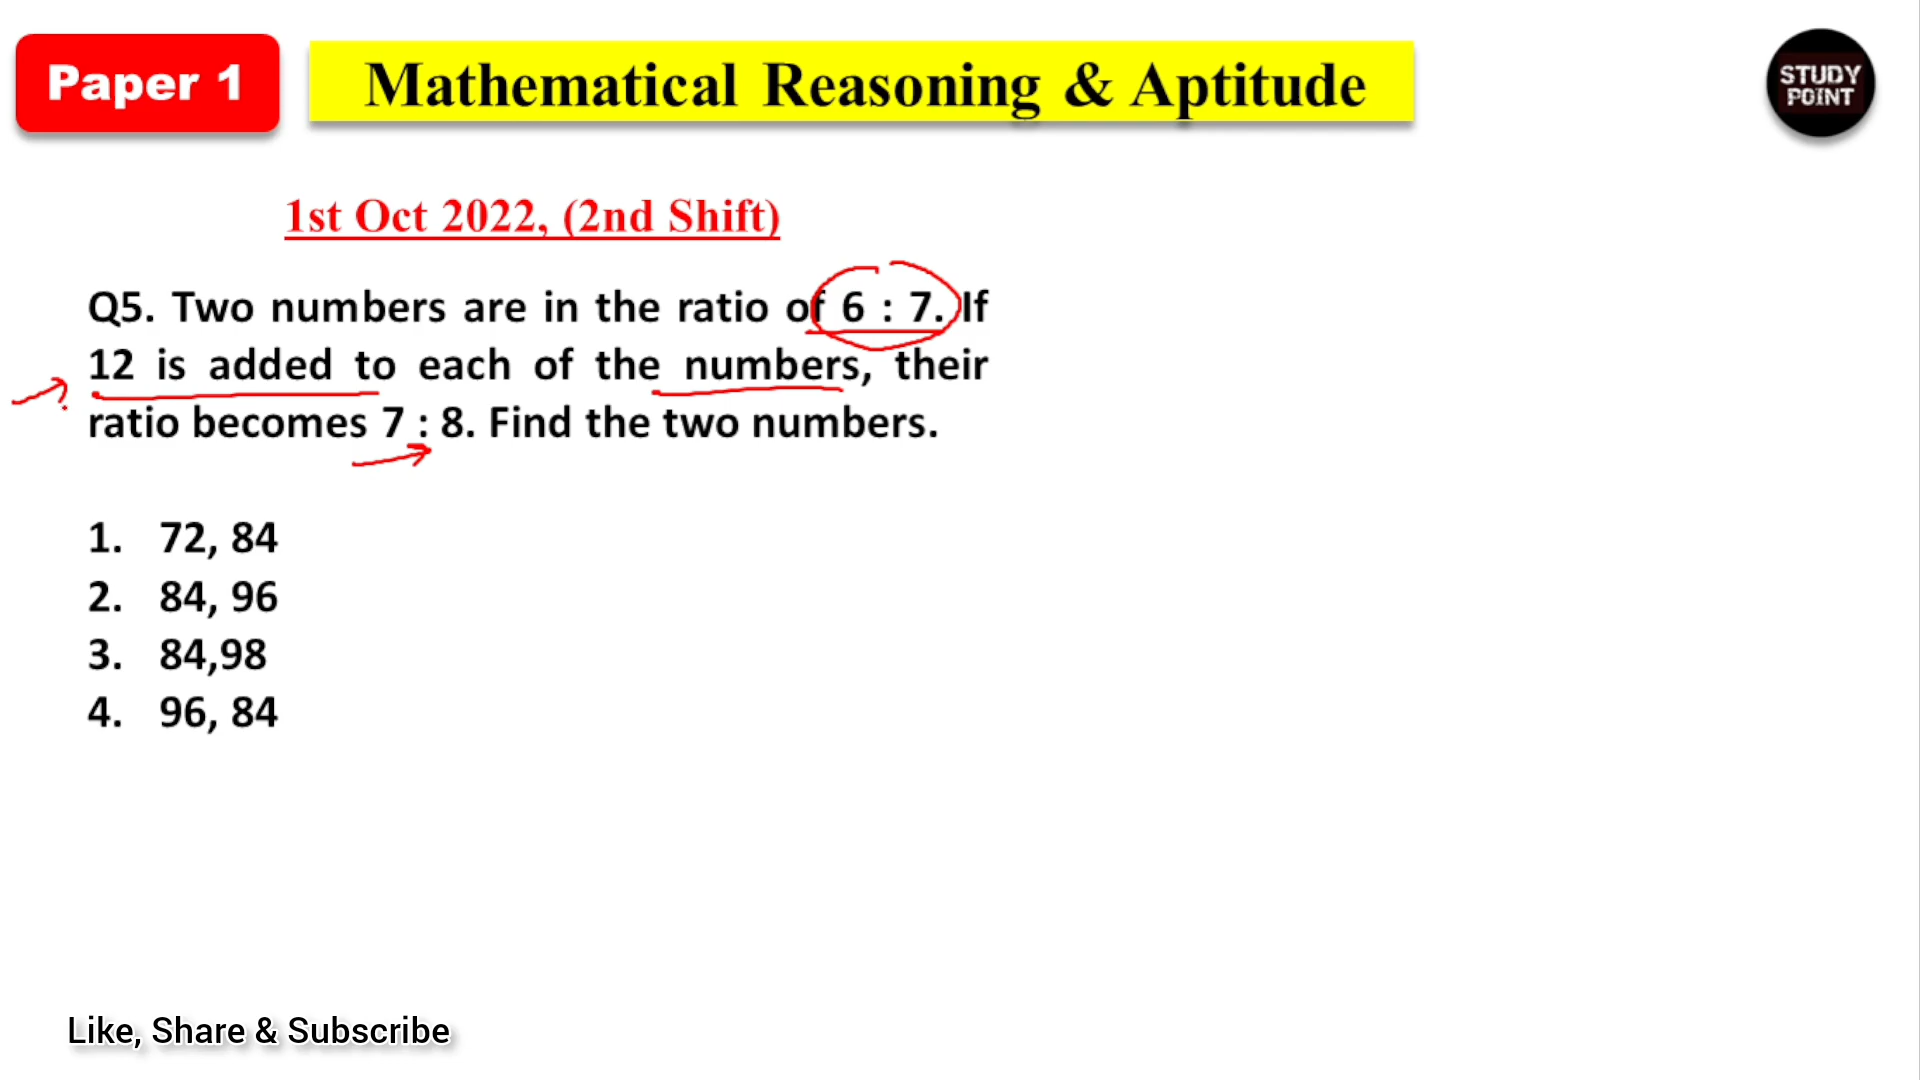 Paper 1
Mathematical Reasoning & Aptitude
STUDY
POINT
1st Oct 2022, (2nd Shift)
Q5. Two numbers are in the ratio of 6 : 7. If
12 is added to each of the numbers, their
ratio becomes 7 : 8. Find the two numbers.
1. 72, 84
2. 84, 96
3. 84,98
4. 96, 84
Like, Share & Subscribe